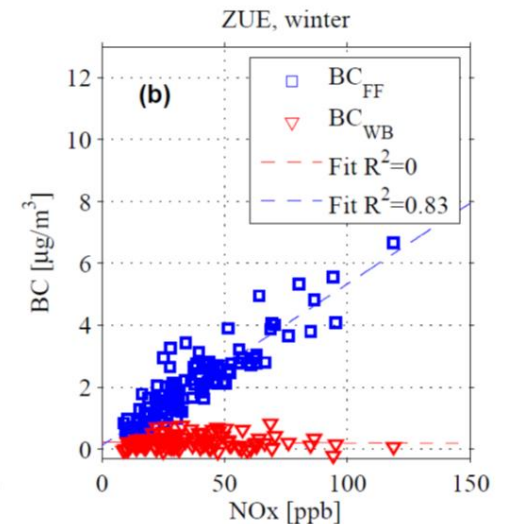 ZUE, winter
(b)
BC_FF
BC_WB
Fit R²=0
Fit R²=0.83
12
10
8
6
4
2
0
BC [µg/m³]
0
50
100
150
NOx [ppb]